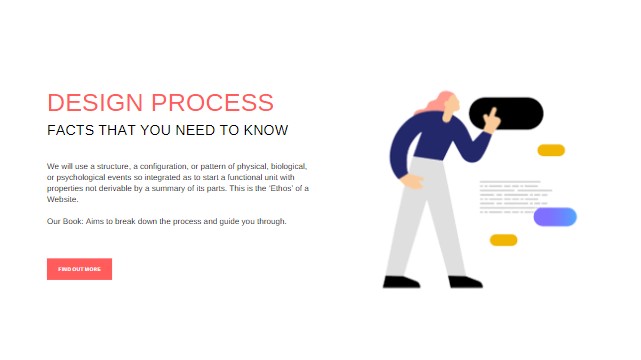 DESIGN PROCESS
FACTS THAT YOU NEED TO KNOW
We will use a structure, a configuration, or pattern of physical, biological,
or psychological events so integrated as to start a functional unit with
properties not derivable by a summary of its parts. This is the 'Ethos' of a
Website.
Our Book: Aims to break down the process and guide you through.
FIND OUT MORE